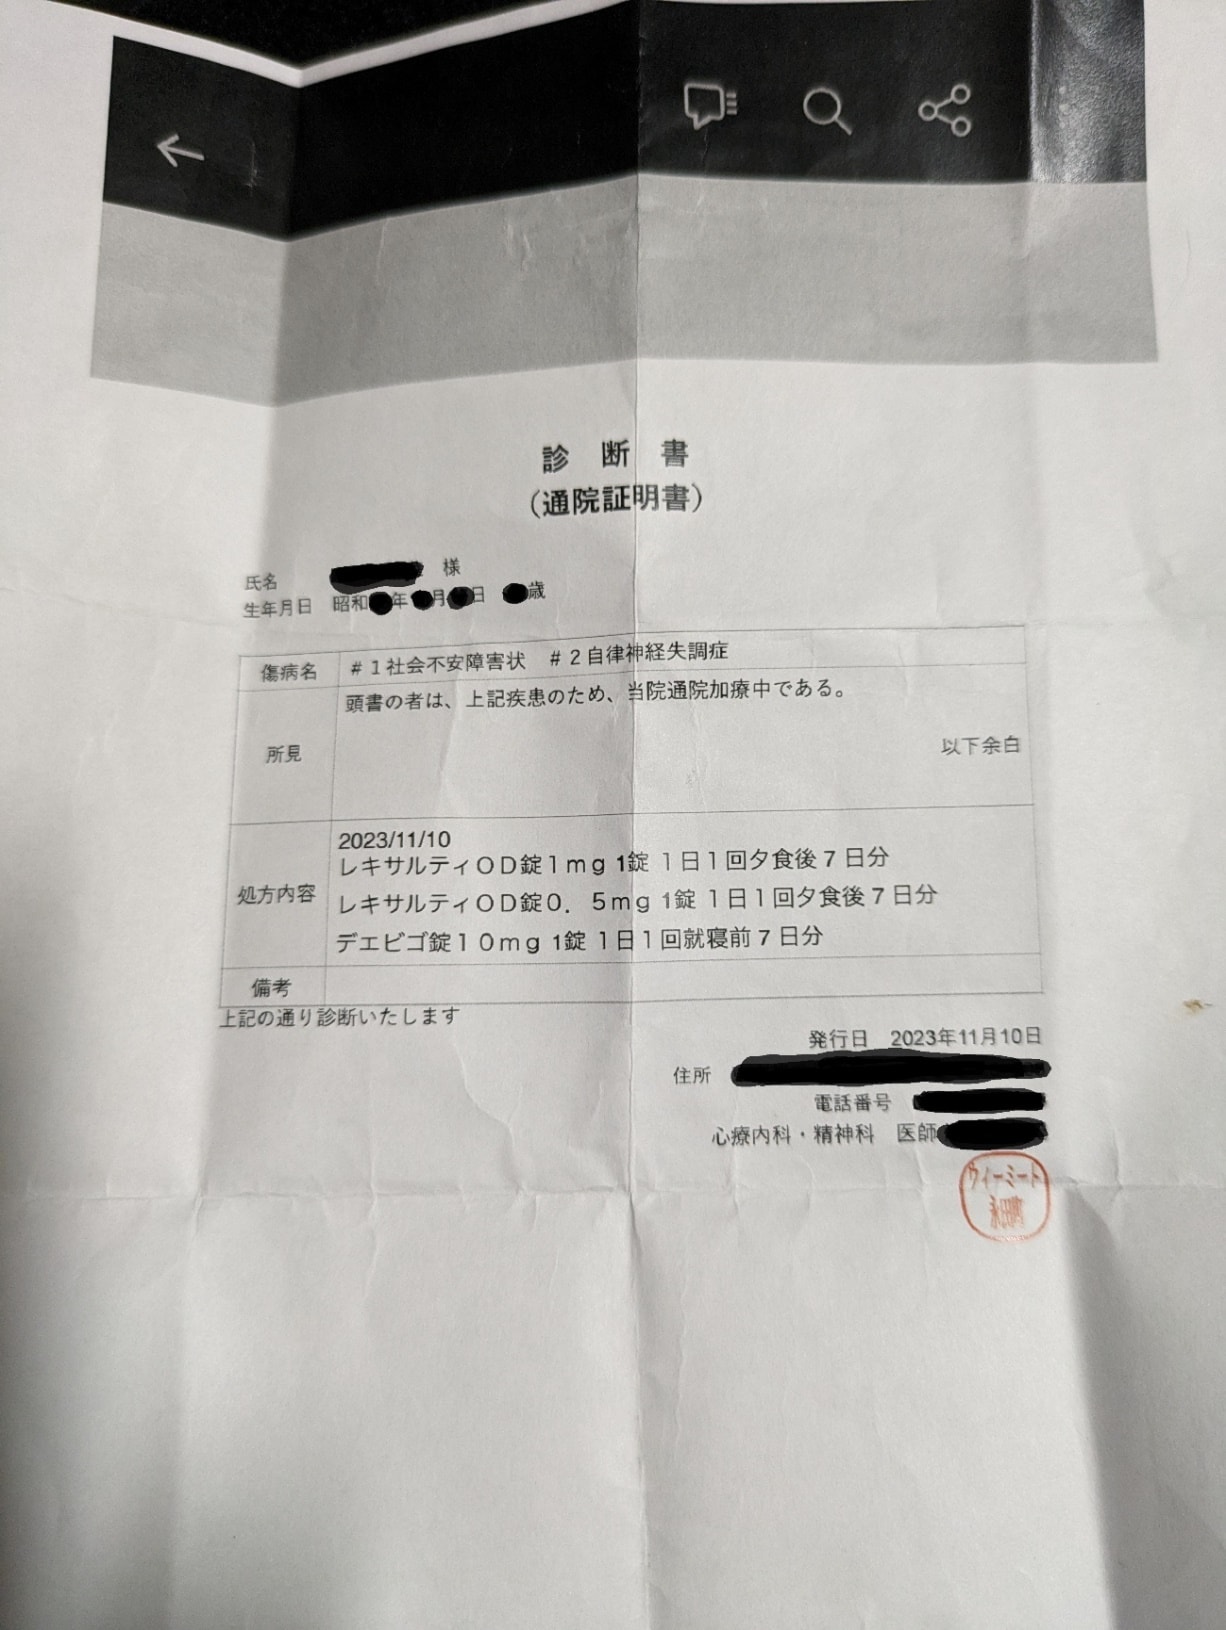 診 断 書
（通院証明書）
氏名 様
生年月日 昭和 年 月 日 歳
傷病名 ＃１社会不安障害状 ＃２自律神経失調症
所見 頭書の者は、上記疾患のため、当院通院加療中である。
以下余白
処方内容 2023/11/10
レキサルティＯＤ錠１ｍｇ 1錠 １日１回夕食後７日分
レキサルティＯＤ錠０．５ｍｇ 1錠 １日１回夕食後７日分
デエビゴ錠１０ｍｇ 1錠 １日１回就寝前７日分
備考
上記の通り診断いたします
発行日 2023年11月10日
住所
電話番号
心療内科・精神科 医師
ウィーミート
永田町